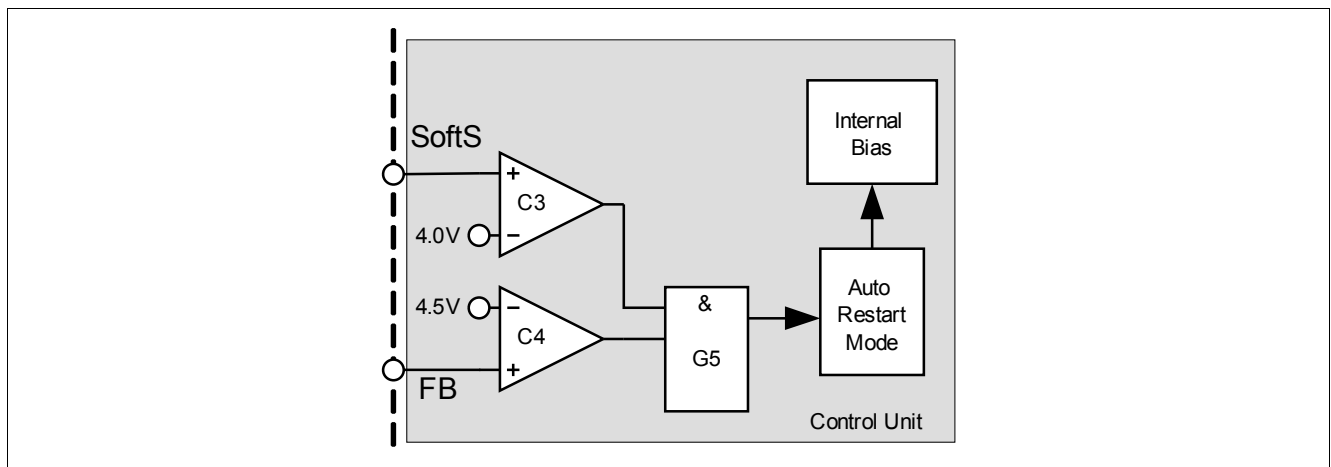 SoftS
+
C3
4.0V
−
4.5V
−
C4
+
FB
&
G5
Internal
Bias
Auto
Restart
Mode
Control Unit